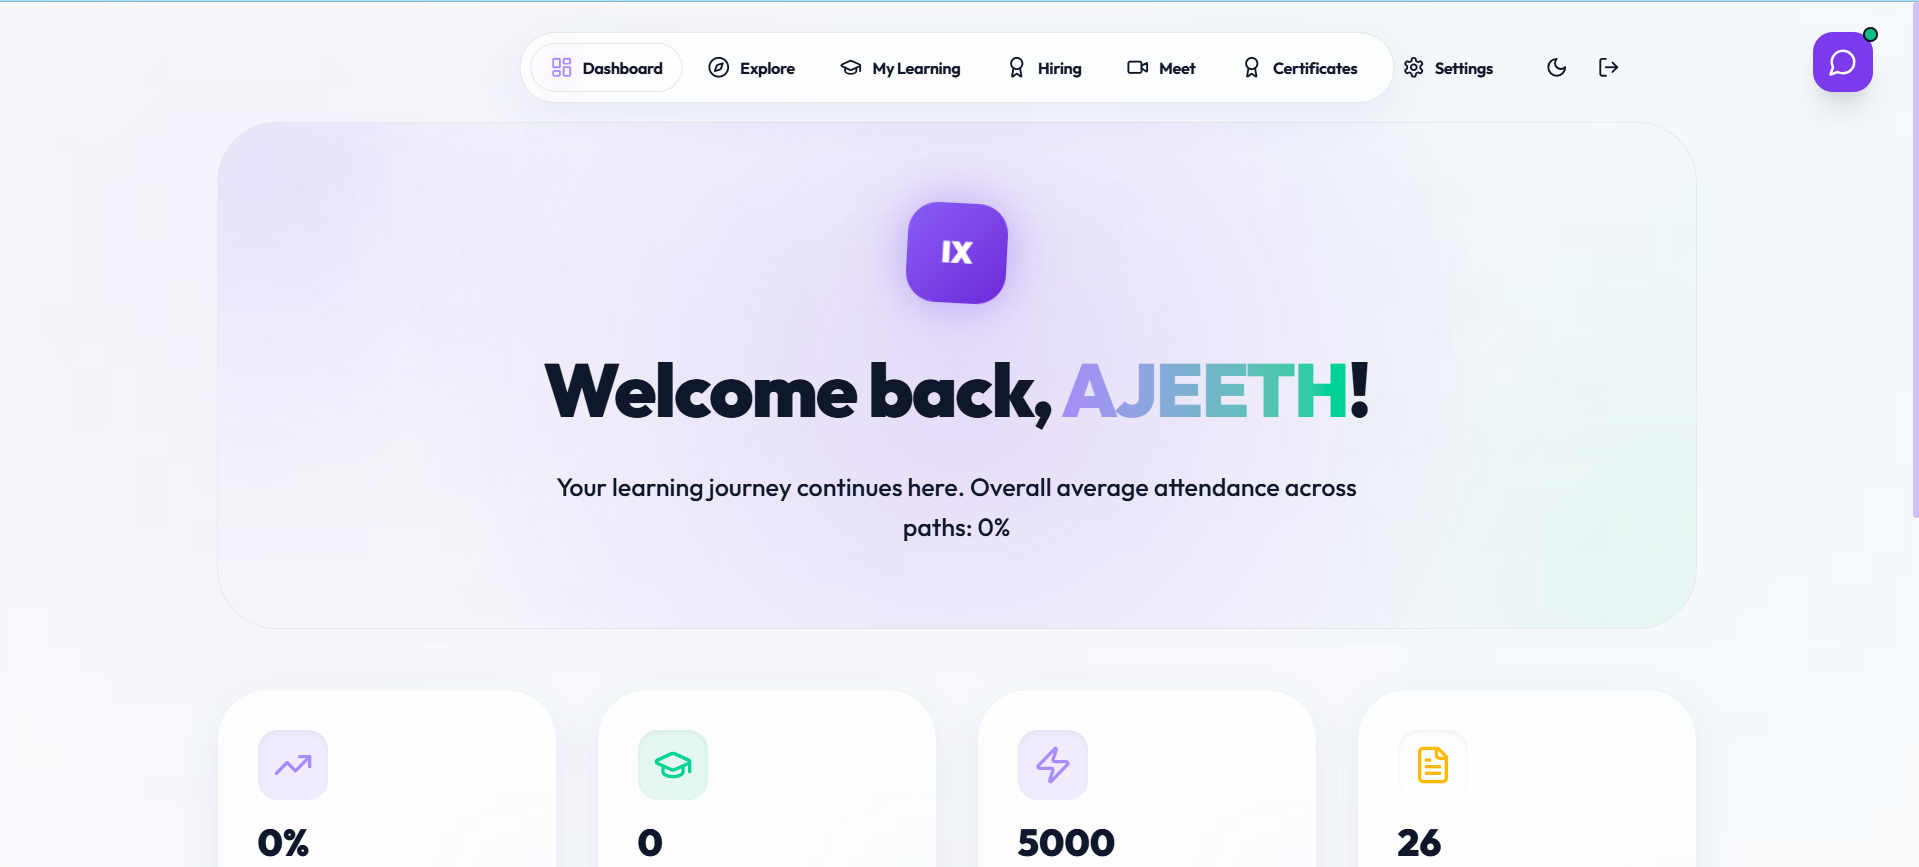 Dashboard Explore My Learning Hiring Meet Certificates Settings
IX
Welcome back, AJEETH!
Your learning journey continues here. Overall average attendance across
paths: 0%
0% 0 5000 26